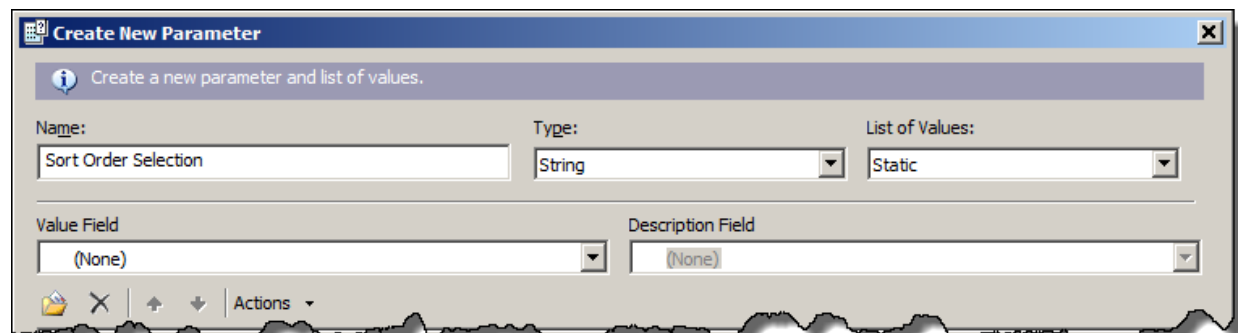 Create New Parameter
Create a new parameter and list of values.
Name: Type: List of Values:
Sort Order Selection String Static
Value Field Description Field
(None) (None)
Actions